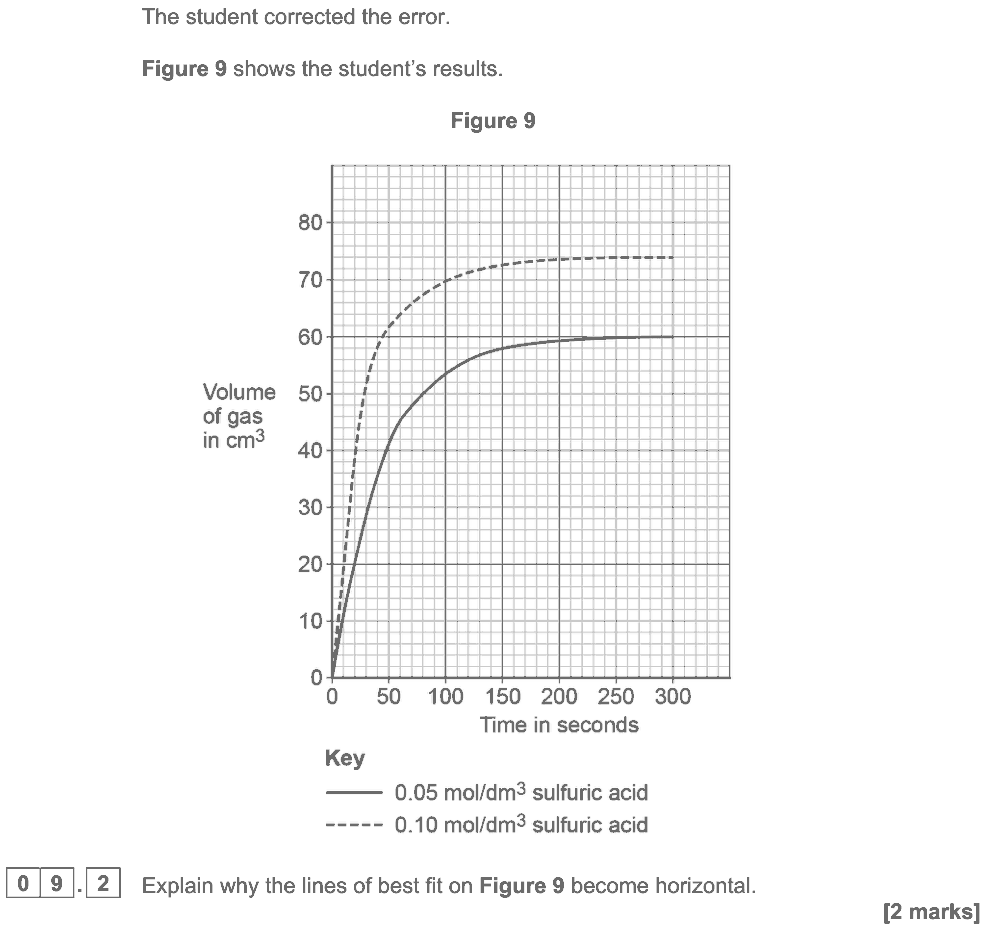 The student corrected the error.
Figure 9 shows the student's results.
Figure 9
80
70
60
50
40
30
20
10
0
Volume
of gas
in cm³
0 50 100 150 200 250 300
Time in seconds
Key
0.05 mol/dm³ sulfuric acid
0.10 mol/dm³ sulfuric acid
0 9 . 2 Explain why the lines of best fit on Figure 9 become horizontal.
[2 marks]